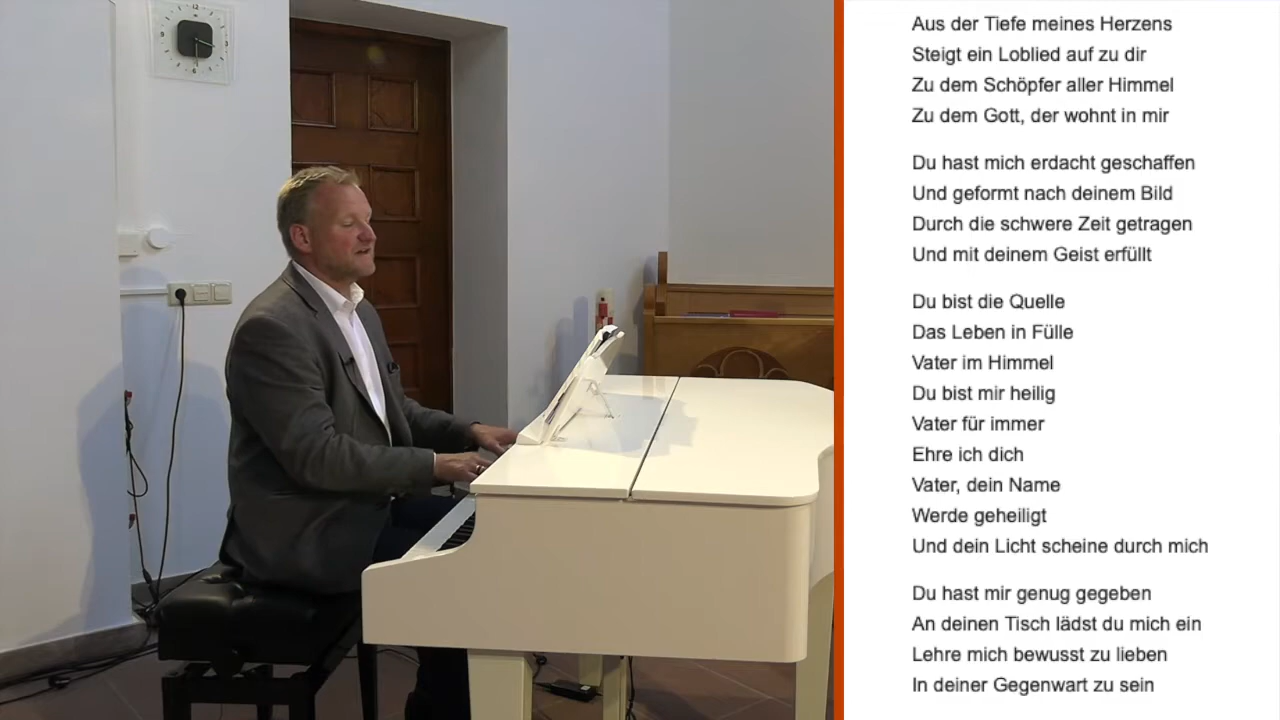 Aus der Tiefe meines Herzens
Steigt ein Loblied auf zu dir
Zu dem Schöpfer aller Himmel
Zu dem Gott, der wohnt in mir
Du hast mich erdacht geschaffen
Und geformt nach deinem Bild
Durch die schwere Zeit getragen
Und mit deinem Geist erfüllt
Du bist die Quelle
Das Leben in Fülle
Vater im Himmel
Du bist mir heilig
Vater für immer
Ehre ich dich
Vater, dein Name
Werde geheiligt
Und dein Licht scheine durch mich
Du hast mir genug gegeben
An deinen Tisch lädst du mich ein
Lehre mich bewusst zu lieben
In deiner Gegenwart zu sein